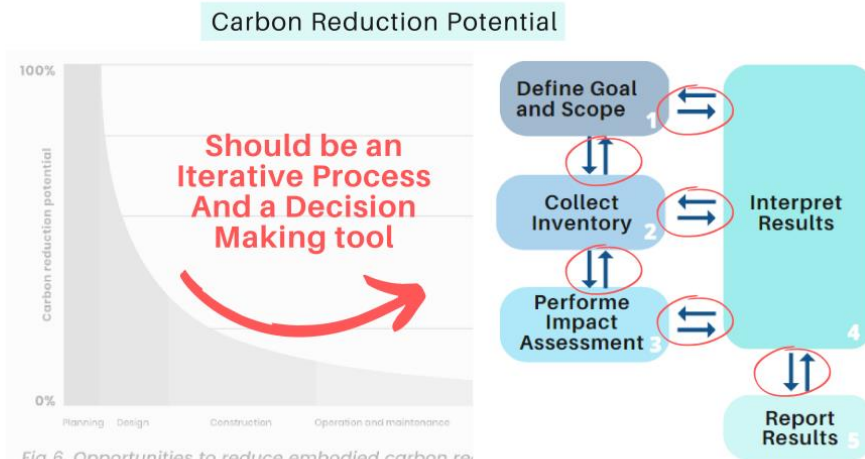 Carbon Reduction Potential
100%
Carbon reduction potential
0%
Planning
Design
Construction
Operation and maintenance
Fig 6. Opportunities to reduce embodied carbon
Should be an
Iterative Process
And a Decision
Making tool
Define Goal
and Scope
1
Collect
Inventory
2
Performe
Impact
Assessment
3
Interpret
Results
4
Report
Results
5